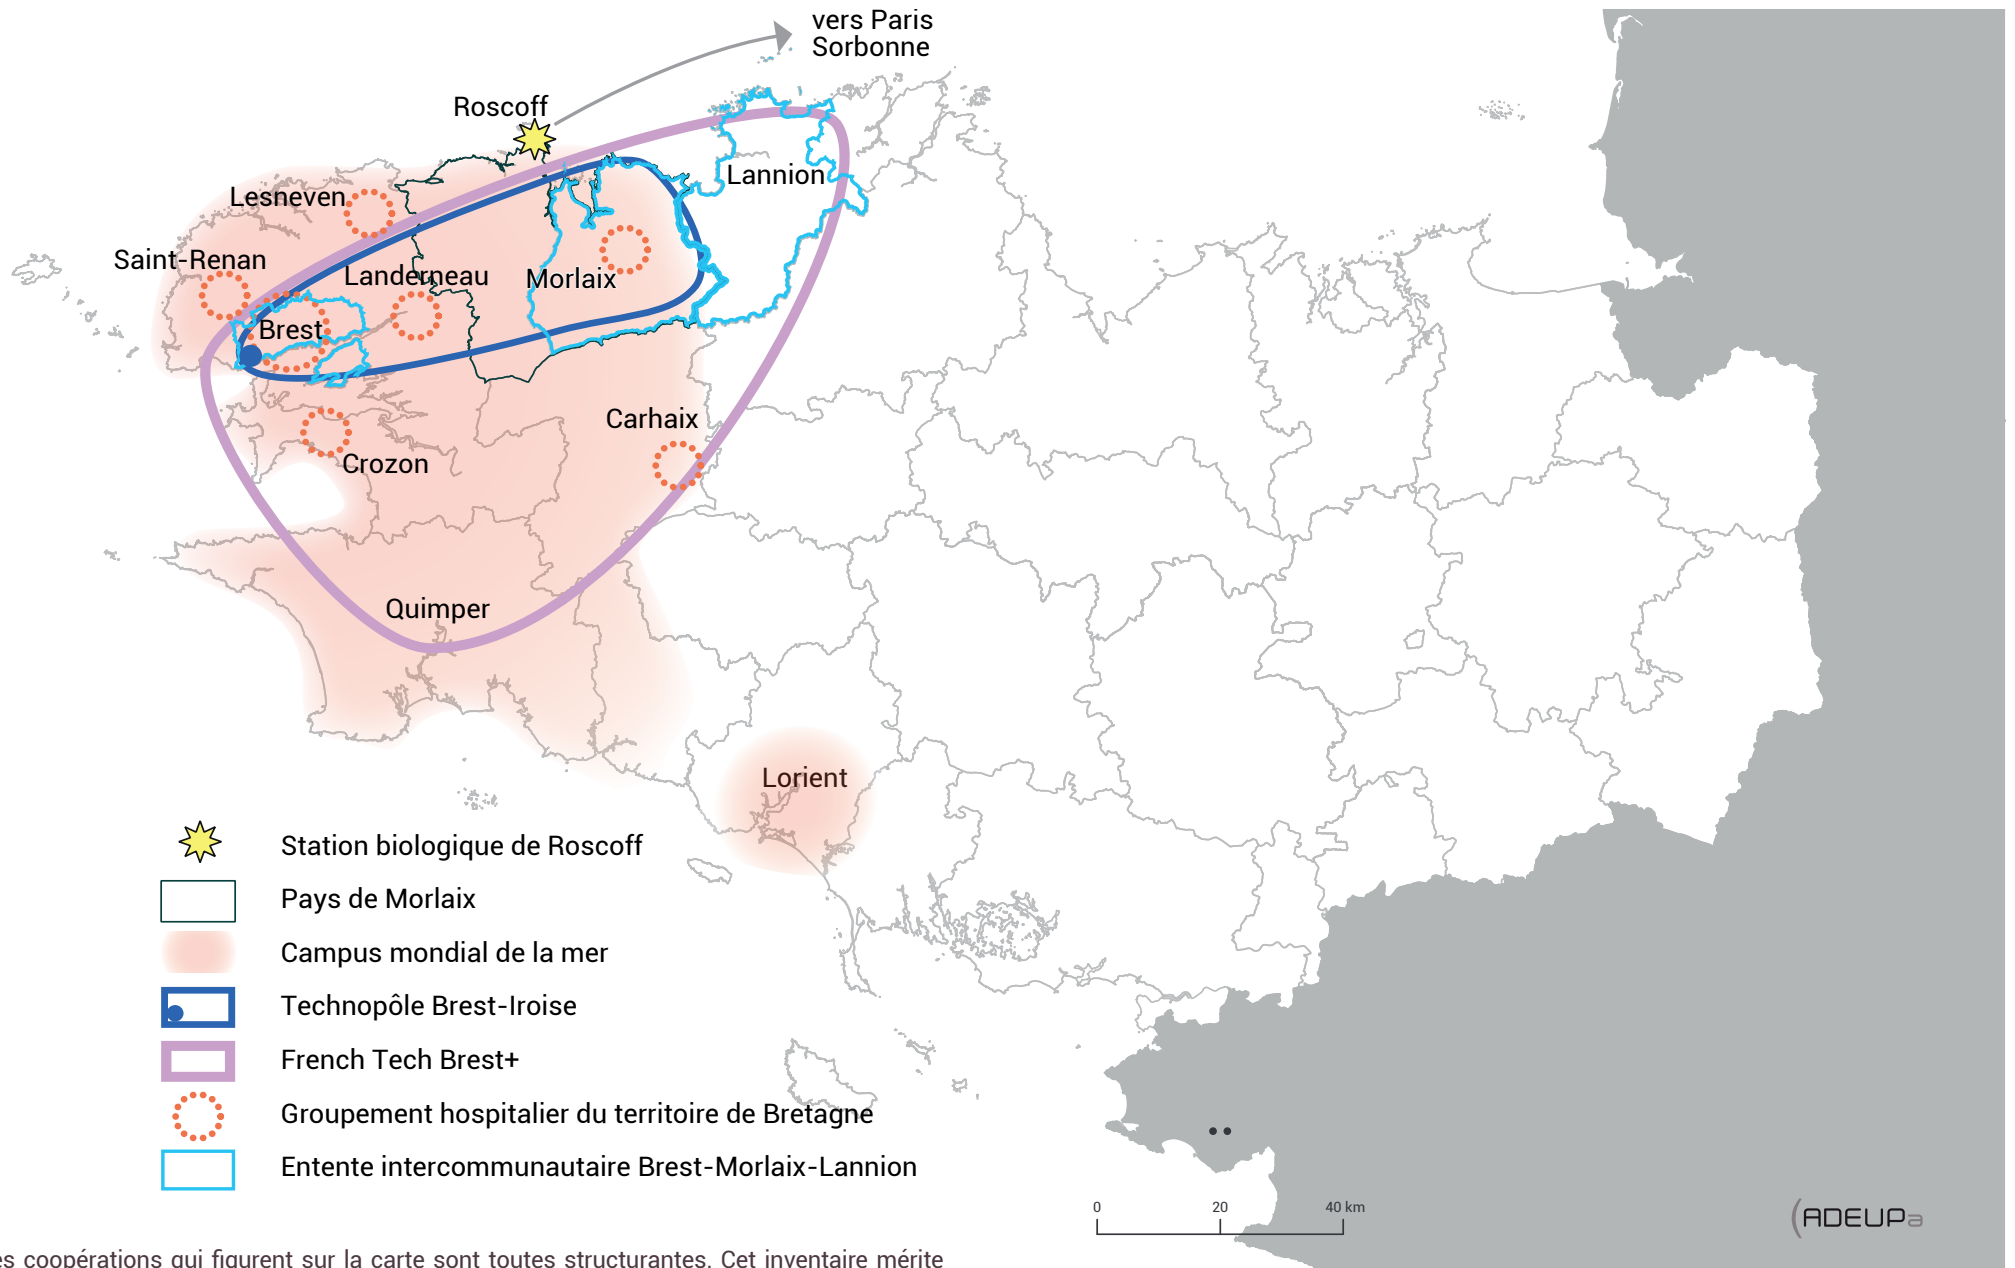 vers Paris
Sorbonne
Roscoff
Lannion
Lesneven
Saint-Renan
Landerneau
Morlaix
Brest
Carhaix
Crozon
Quimper
Lorient
Station biologique de Roscoff
Pays de Morlaix
Campus mondial de la mer
Technopôle Brest-Iroise
French Tech Brest+
Groupement hospitalier du territoire de Bretagne
Entente intercommunautaire Brest-Morlaix-Lannion
0 20 40 km
ADEUPa
es coopérations qui figurent sur la carte sont toutes structurantes. Cet inventaire mérite